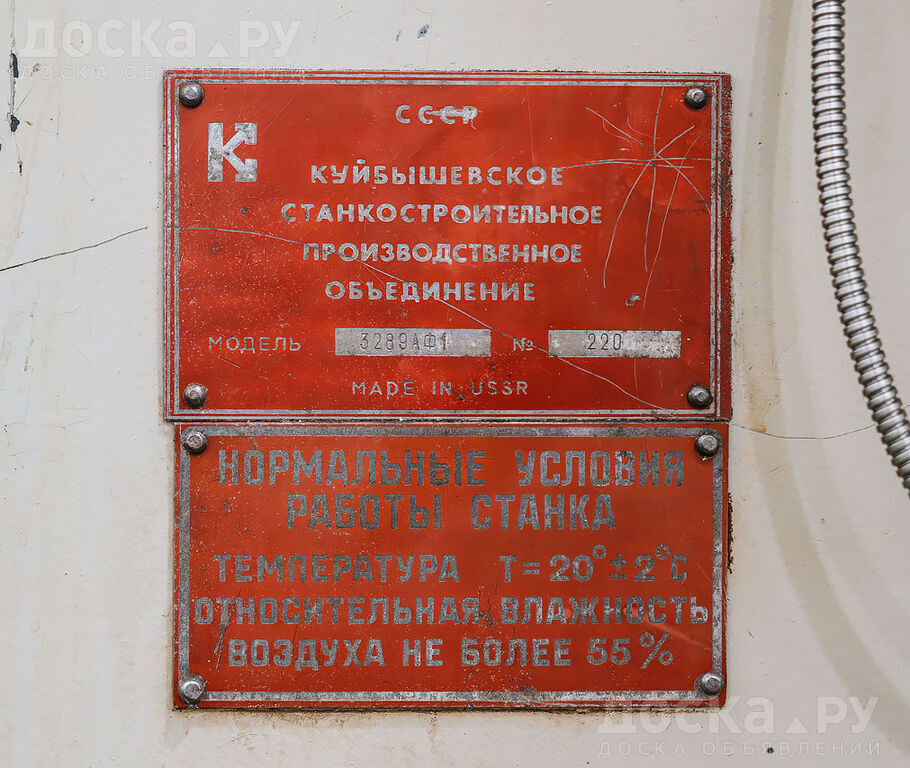 доска.ру
ДОСКА ОБЪЯВЛЕНИЙ
СССР
К
КУЙБЫШЕВСКОЕ
СТАНКОСТРОИТЕЛЬНОЕ
ПРОИЗВОДСТВЕННОЕ
ОБЪЕДИНЕНИЕ
МОДЕЛЬ 3289АФ1 № 220
MADE IN USSR
НОРМАЛЬНЫЕ УСЛОВИЯ
РАБОТЫ СТАНКА
ТЕМПЕРАТУРА T=20°±2°C
ОТНОСИТЕЛЬНАЯ ВЛАЖНОСТЬ
ВОЗДУХА НЕ БОЛЕЕ 55%
доска.ру
ДОСКА ОБЪЯВЛЕНИЙ